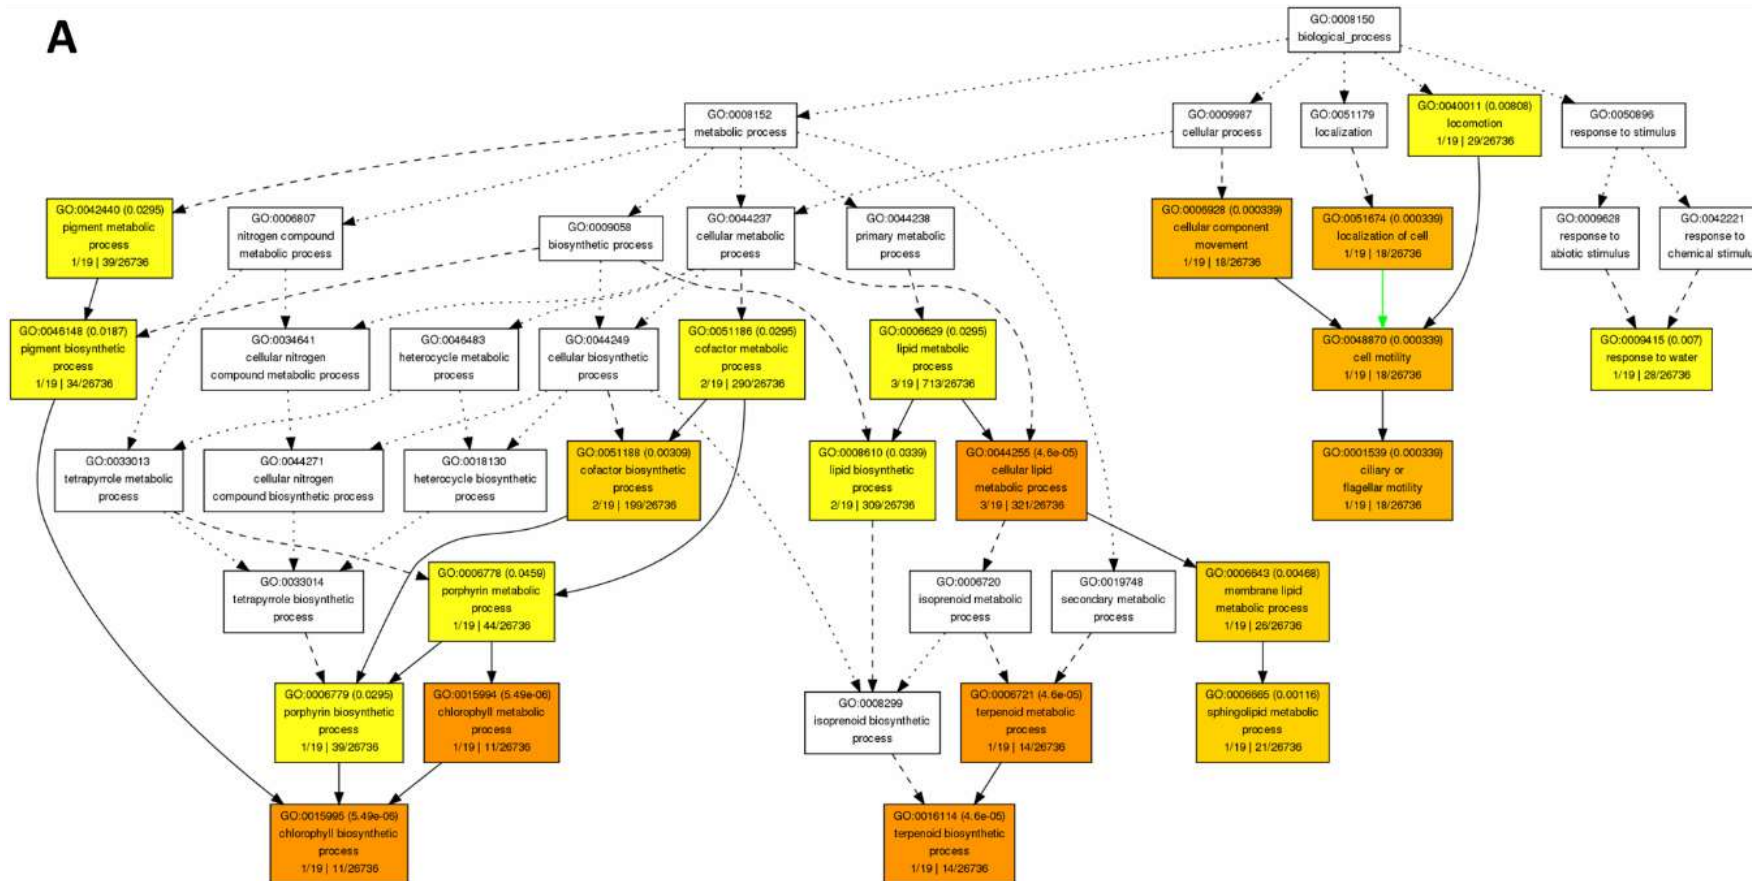 A
GO:0008150
biological_process
GO:0008152
metabolic process
GO:0009987
cellular process
GO:0051179
localization
GO:0040011 (0.00808)
locomotion
1/19 | 29/26736
GO:0050896
response to stimulus
GO:0042440 (0.0295)
pigment metabolic
process
1/19 | 39/26736
GO:0006807
nitrogen compound
metabolic process
GO:0009058
biosynthetic process
GO:0044237
cellular metabolic
process
GO:0044238
primary metabolic
process
GO:0006928 (0.000339)
cellular component
movement
1/19 | 18/26736
GO:0051674 (0.000339)
localization of cell
1/19 | 18/26736
GO:0009628
response to
abiotic stimulus
GO:0042221
response to
chemical stimulus
GO:0046148 (0.0187)
pigment biosynthetic
process
1/19 | 34/26736
GO:0034641
cellular nitrogen
compound metabolic process
GO:0046483
heterocycle metabolic
process
GO:0044249
cellular biosynthetic
process
GO:0051186 (0.0295)
cofactor metabolic
process
2/19 | 290/26736
GO:0006629 (0.0295)
lipid metabolic
process
3/19 | 713/26736
GO:0048870 (0.000339)
cell motility
1/19 | 18/26736
GO:0009415 (0.007)
response to water
1/19 | 28/26736
GO:0033013
tetrapyrrole metabolic
process
GO:0044271
cellular nitrogen
compound biosynthetic process
GO:0018130
heterocycle biosynthetic
process
GO:0051188 (0.00309)
cofactor biosynthetic
process
2/19 | 199/26736
GO:0008610 (0.0339)
lipid biosynthetic
process
2/19 | 309/26736
GO:0044255 (4.6e-05)
cellular lipid
metabolic process
3/19 | 321/26736
GO:0001539 (0.000339)
ciliary or
flagellar motility
1/19 | 18/26736
GO:0033014
tetrapyrrole biosynthetic
process
GO:0006778 (0.0459)
porphyrin metabolic
process
1/19 | 44/26736
GO:0006720
isoprenoid metabolic
process
GO:0019748
secondary metabolic
process
GO:0006643 (0.00468)
membrane lipid
metabolic process
1/19 | 26/26736
GO:0006779 (0.0295)
porphyrin biosynthetic
process
1/19 | 39/26736
GO:0015994 (5.49e-06)
chlorophyll metabolic
process
1/19 | 11/26736
GO:0008299
isoprenoid biosynthetic
process
GO:0006721 (4.6e-05)
terpenoid metabolic
process
1/19 | 14/26736
GO:0006665 (0.00116)
sphingolipid metabolic
process
1/19 | 21/26736
GO:0015995 (5.49e-06)
chlorophyll biosynthetic
process
1/19 | 11/26736
GO:0016114 (4.6e-05)
terpenoid biosynthetic
process
1/19 | 14/26736